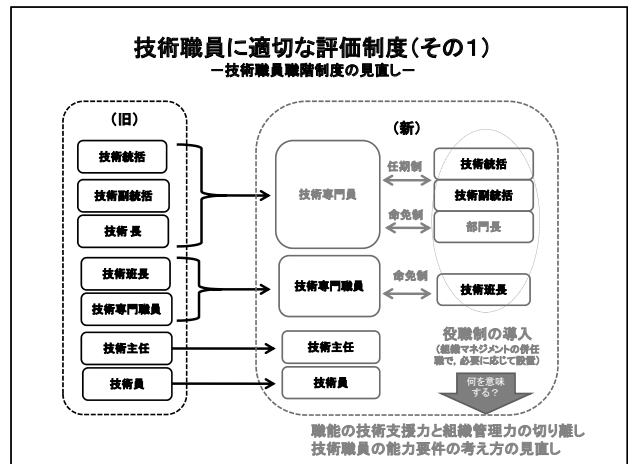 技術職員に適切な評価制度(その1)
－技術職員職階制度の見直し－
(旧)
技術統括
技術副統括
技術 長
技術班長
技術専門職員
技術主任
技術員
(新)
技術専門員
任期制
命免制
技術統括
技術副統括
部門長
技術専門職員
命免制
技術班長
技術主任
技術員
役職制の導入
(組織マネジメントの併任
職で，必要に応じて設置)
何を意味
する？
職能の技術支援力と組織管理力の切り離し
技術職員の能力要件の考え方の見直し